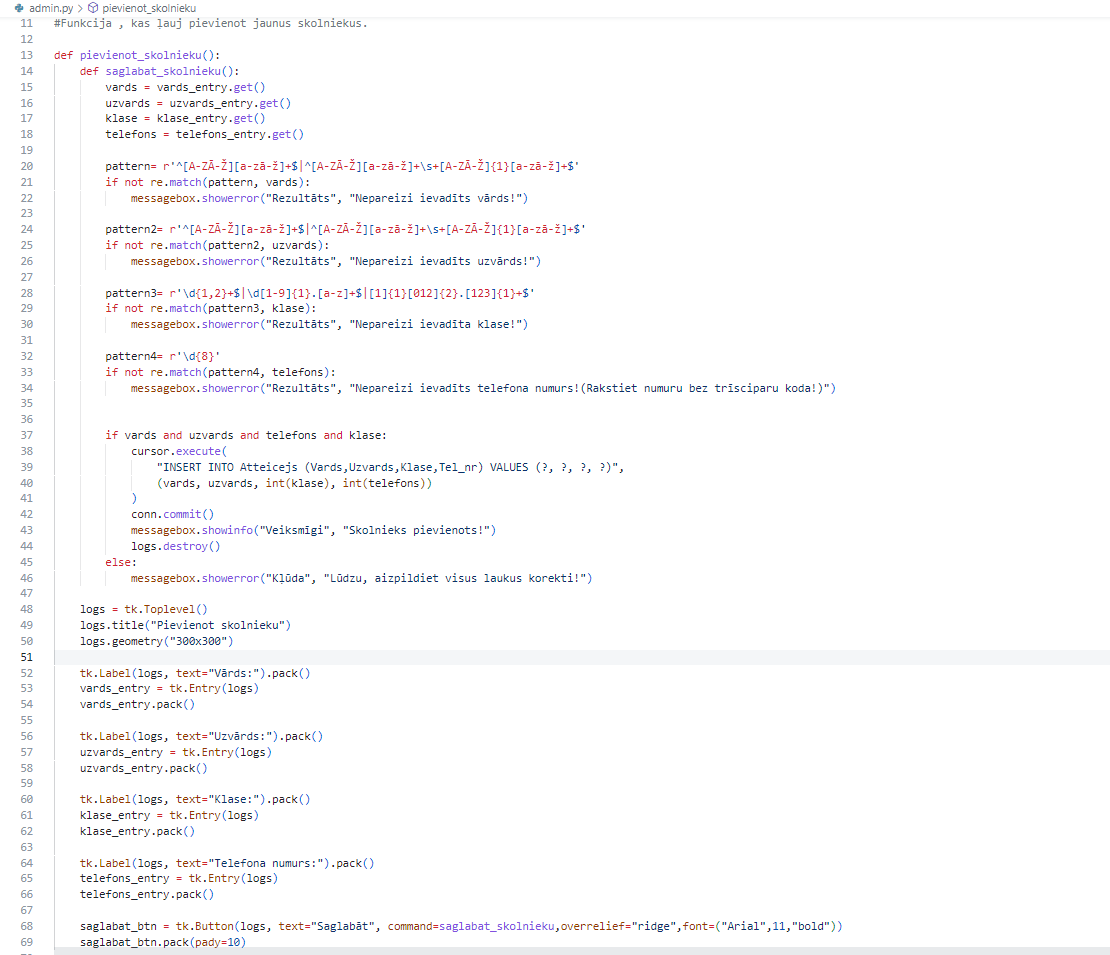 admin.py > pievienot_skolnieku
11 #Funkcija , kas ļauj pievienot jaunus skolniekus.
12
13 def pievienot_skolnieku():
14     def saglabat_skolnieku():
15         vards = vards_entry.get()
16         uzvards = uzvards_entry.get()
17         klase = klase_entry.get()
18         telefons = telefons_entry.get()
19
20         pattern= r'^[A-ZĀ-Ž][a-zā-ž]+$|^[A-ZĀ-Ž][a-zā-ž]+\s+[A-ZĀ-Ž]{1}[a-zā-ž]+$'
21         if not re.match(pattern, vards):
22             messagebox.showerror("Rezultāts", "Nepareizi ievadīts vārds!")
23
24         pattern2= r'^[A-ZĀ-Ž][a-zā-ž]+$|^[A-ZĀ-Ž][a-zā-ž]+\s+[A-ZĀ-Ž]{1}[a-zā-ž]+$'
25         if not re.match(pattern2, uzvards):
26             messagebox.showerror("Rezultāts", "Nepareizi ievadīts uzvārds!")
27
28         pattern3= r'\d{1,2}+$|\d[1-9]{1}.[a-z]+$|[1]{1}[012]{2}.[123]{1}+$'
29         if not re.match(pattern3, klase):
30             messagebox.showerror("Rezultāts", "Nepareizi ievadīta klase!")
31
32         pattern4= r'\d{8}'
33         if not re.match(pattern4, telefons):
34             messagebox.showerror("Rezultāts", "Nepareizi ievadīts telefona numurs!(Rakstiet numuru bez trīsciparu koda!)")
35
36
37         if vards and uzvards and telefons and klase:
38             cursor.execute(
39                 "INSERT INTO Atteicejs (Vards,Uzvards,Klase,Tel_nr) VALUES (?, ?, ?, ?)",
40                 (vards, uzvards, int(klase), int(telefons))
41             )
42             conn.commit()
43             messagebox.showinfo("Veiksmīgi", "Skolnieks pievienots!")
44             logs.destroy()
45         else:
46             messagebox.showerror("Kļūda", "Lūdzu, aizpildiet visus laukus korekti!")
47
48     logs = tk.Toplevel()
49     logs.title("Pievienot skolnieku")
50     logs.geometry("300x300")
51
52     tk.Label(logs, text="Vārds:").pack()
53     vards_entry = tk.Entry(logs)
54     vards_entry.pack()
55
56     tk.Label(logs, text="Uzvārds:").pack()
57     uzvards_entry = tk.Entry(logs)
58     uzvards_entry.pack()
59
60     tk.Label(logs, text="Klase:").pack()
61     klase_entry = tk.Entry(logs)
62     klase_entry.pack()
63
64     tk.Label(logs, text="Telefona numurs:").pack()
65     telefons_entry = tk.Entry(logs)
66     telefons_entry.pack()
67
68     saglabat_btn = tk.Button(logs, text="Saglabāt", command=saglabat_skolnieku,overrelief="ridge",font=("Arial",11,"bold"))
69     saglabat_btn.pack(pady=10)